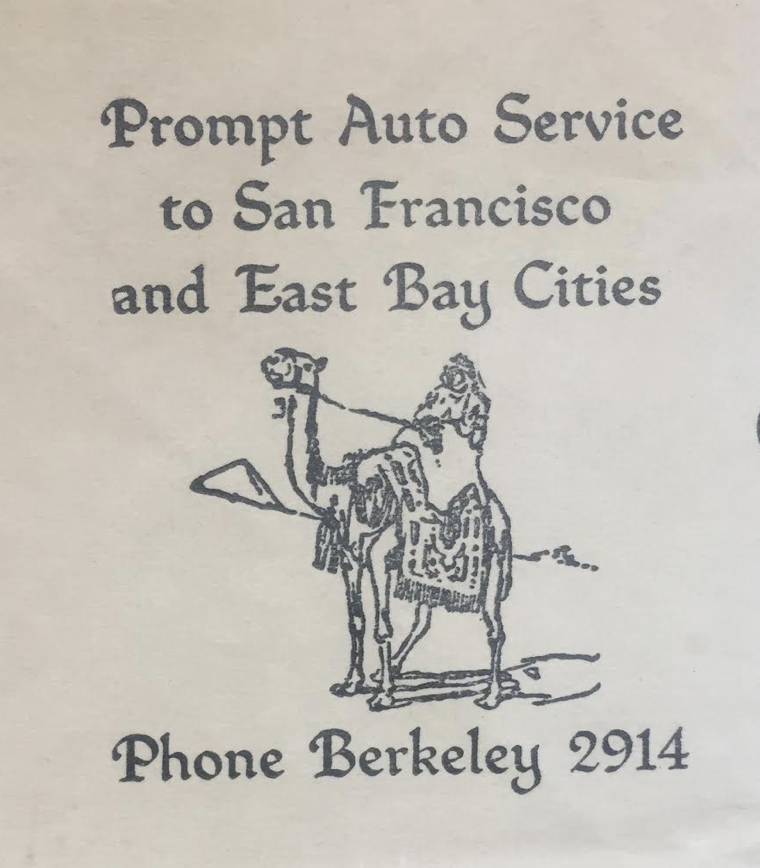 Prompt Auto Service
to San Francisco
and East Bay Cities
Phone Berkeley 2914